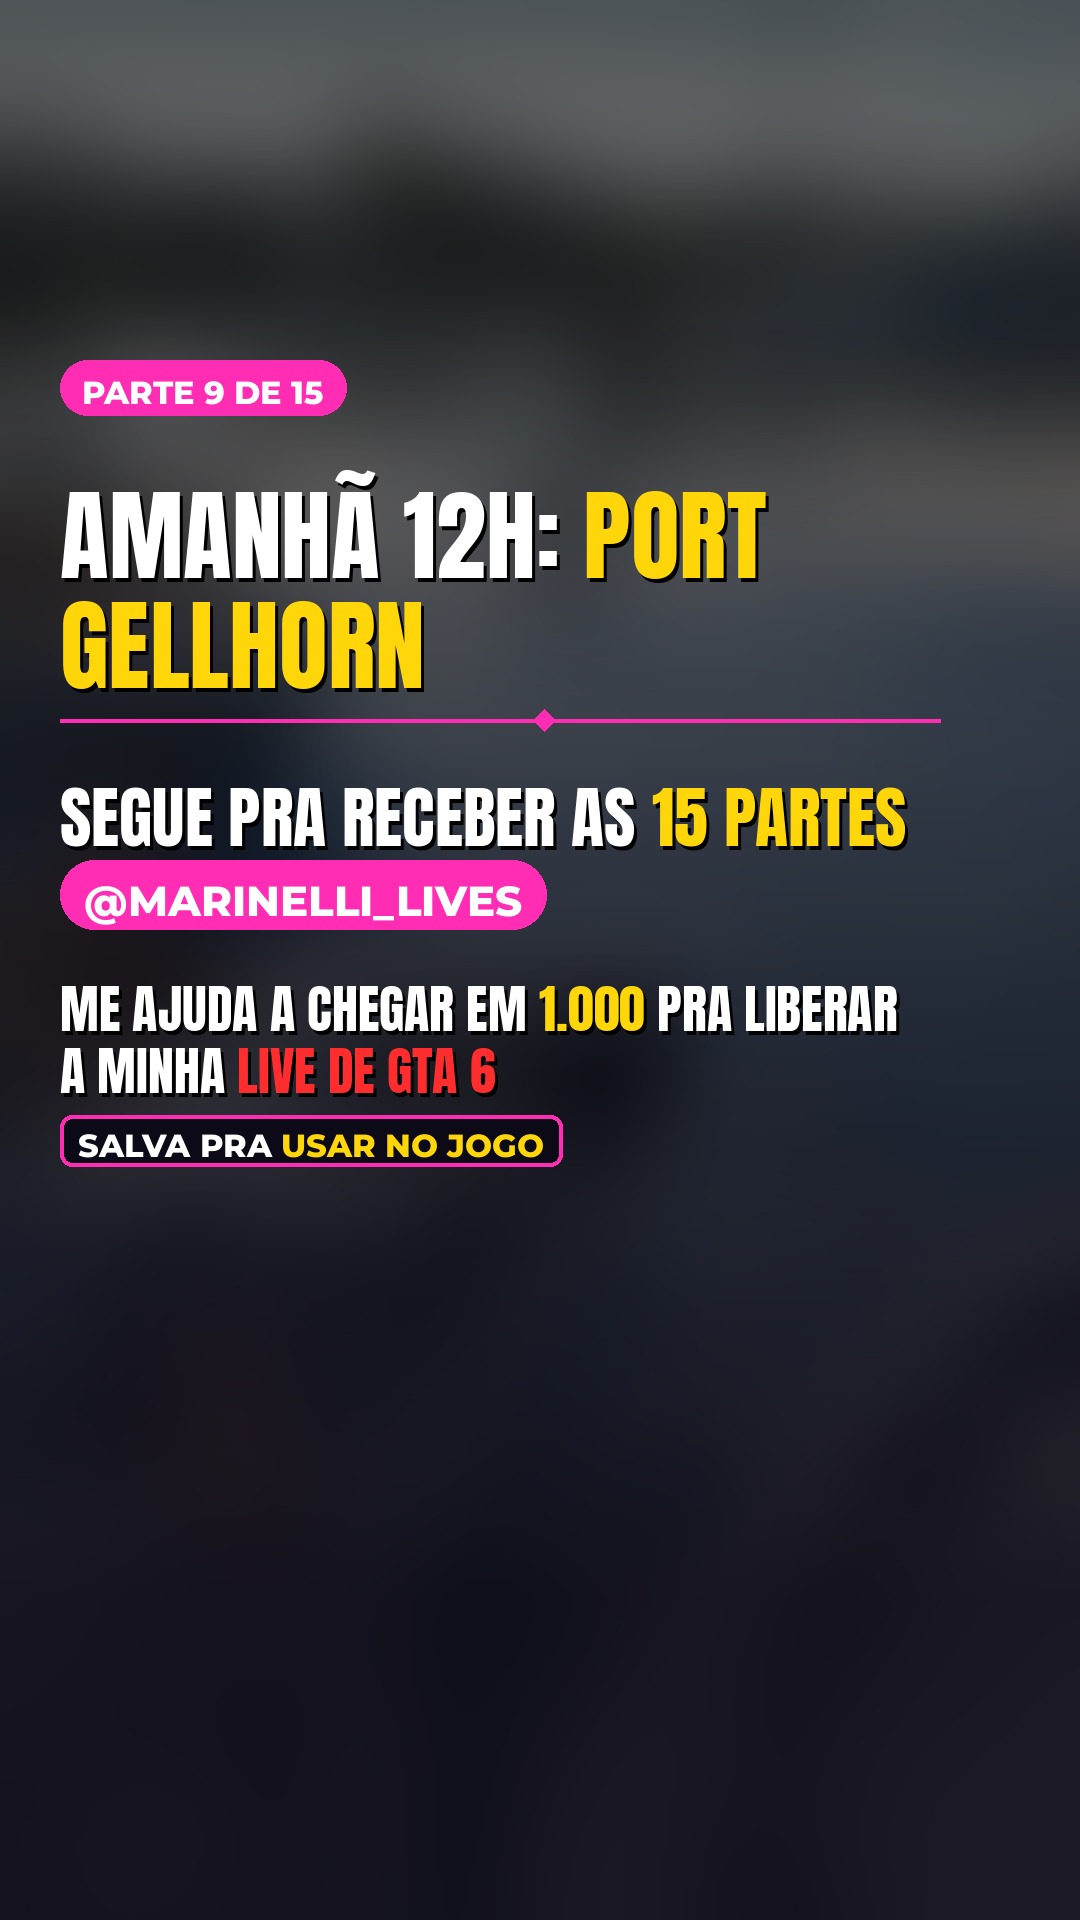 PARTE 9 DE 15
AMANHÃ 12H: PORT
GELLHORN
SEGUE PRA RECEBER AS 15 PARTES
@MARINELLI_LIVES
ME AJUDA A CHEGAR EM 1.000 PRA LIBERAR
A MINHA LIVE DE GTA 6
SALVA PRA USAR NO JOGO